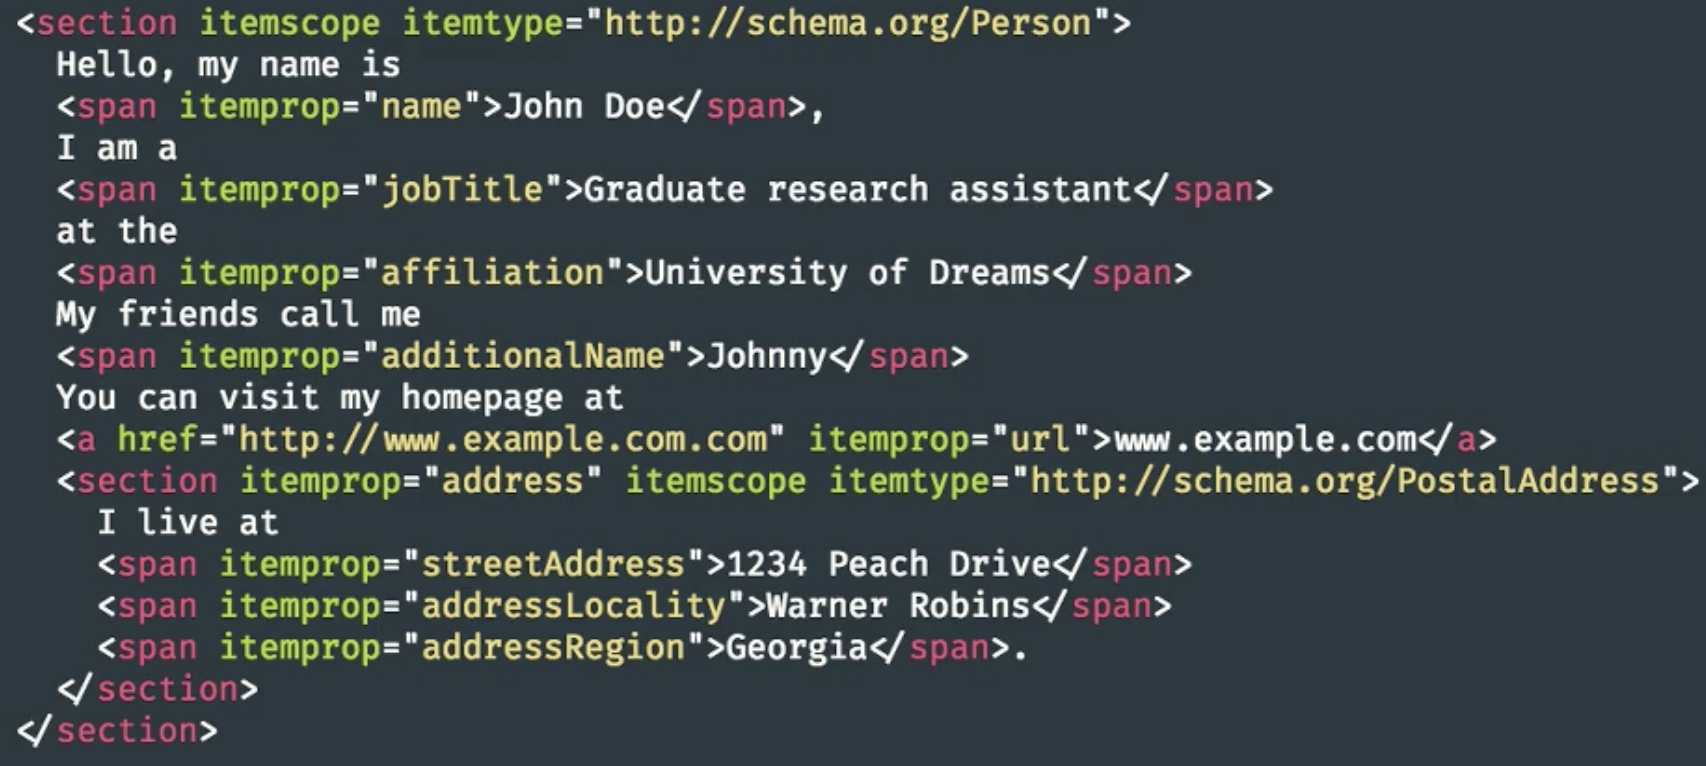 <section itemscope itemtype="http://schema.org/Person">
  Hello, my name is
  <span itemprop="name">John Doe</span>,
  I am a
  <span itemprop="jobTitle">Graduate research assistant</span>
  at the
  <span itemprop="affiliation">University of Dreams</span>
  My friends call me
  <span itemprop="additionalName">Johnny</span>
  You can visit my homepage at
  <a href="http://www.example.com.com" itemprop="url">www.example.com</a>
  <section itemprop="address" itemscope itemtype="http://schema.org/PostalAddress">
    I live at
    <span itemprop="streetAddress">1234 Peach Drive</span>
    <span itemprop="addressLocality">Warner Robins</span>
    <span itemprop="addressRegion">Georgia</span>.
  </section>
</section>